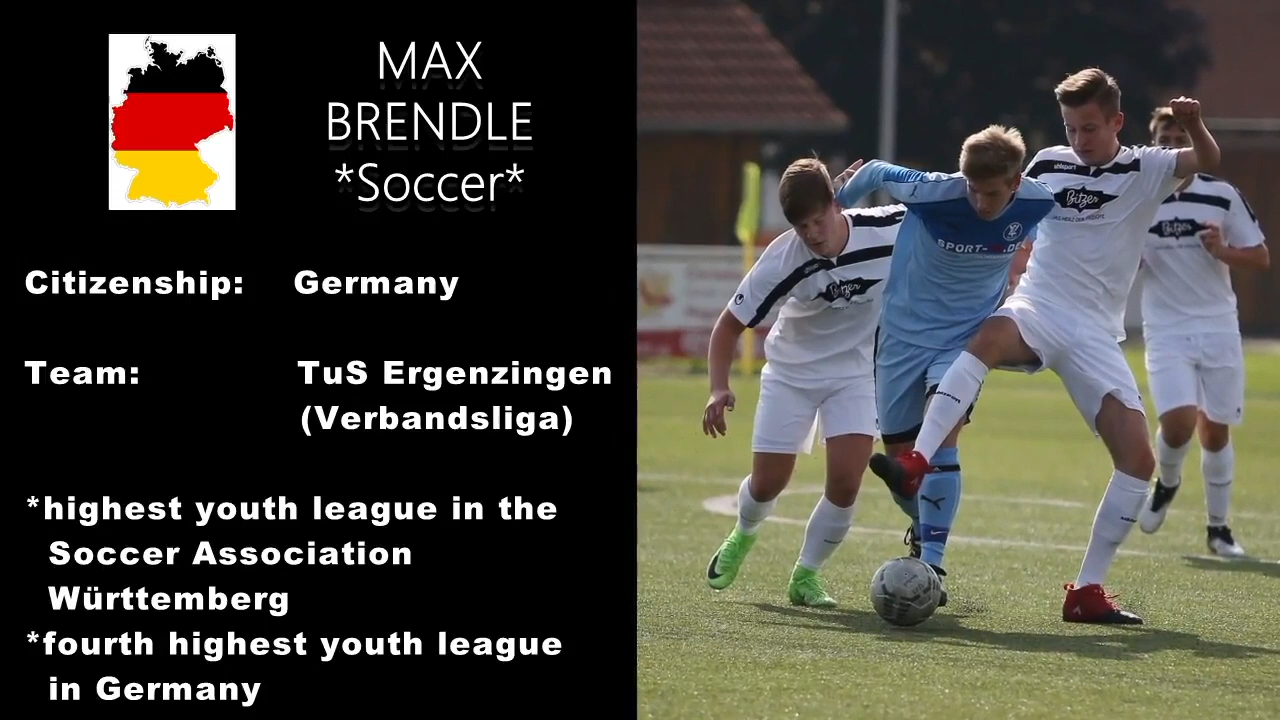 MAX
BRENDLE
*Soccer*
Citizenship: Germany
Team: TuS Ergenzingen
(Verbandsliga)
*highest youth league in the
Soccer Association
Württemberg
*fourth highest youth league
in Germany
uhlsport
Bitzer
Bitzer
Bitzer